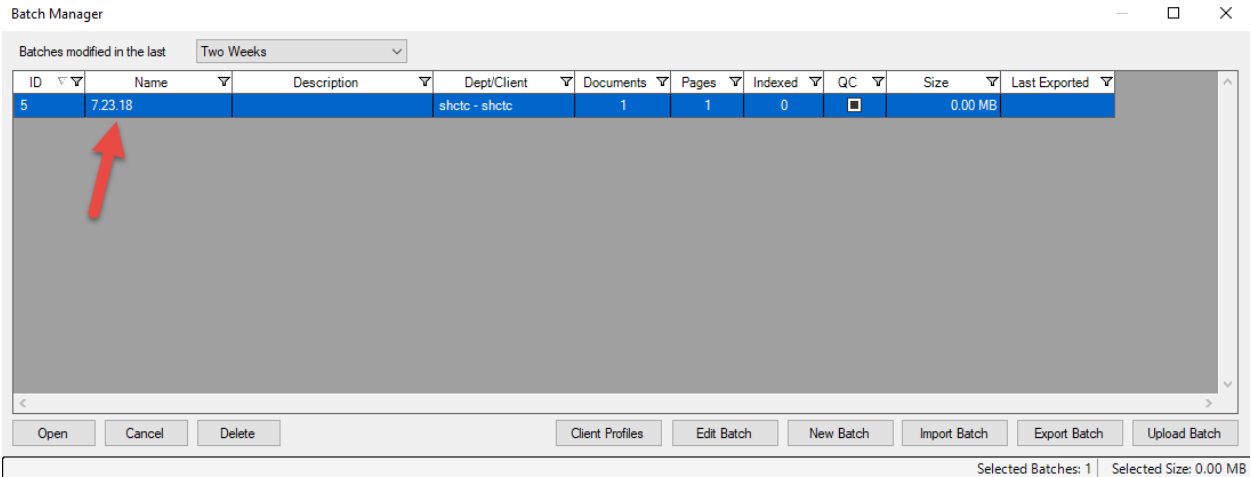 Batch Manager
Batches modified in the last Two Weeks
ID Name Description Dept/Client Documents Pages Indexed QC Size Last Exported
5 7.23.18 shctc - shctc 1 1 0 0.00 MB
Open Cancel Delete Client Profiles Edit Batch New Batch Import Batch Export Batch Upload Batch
Selected Batches: 1 Selected Size: 0.00 MB